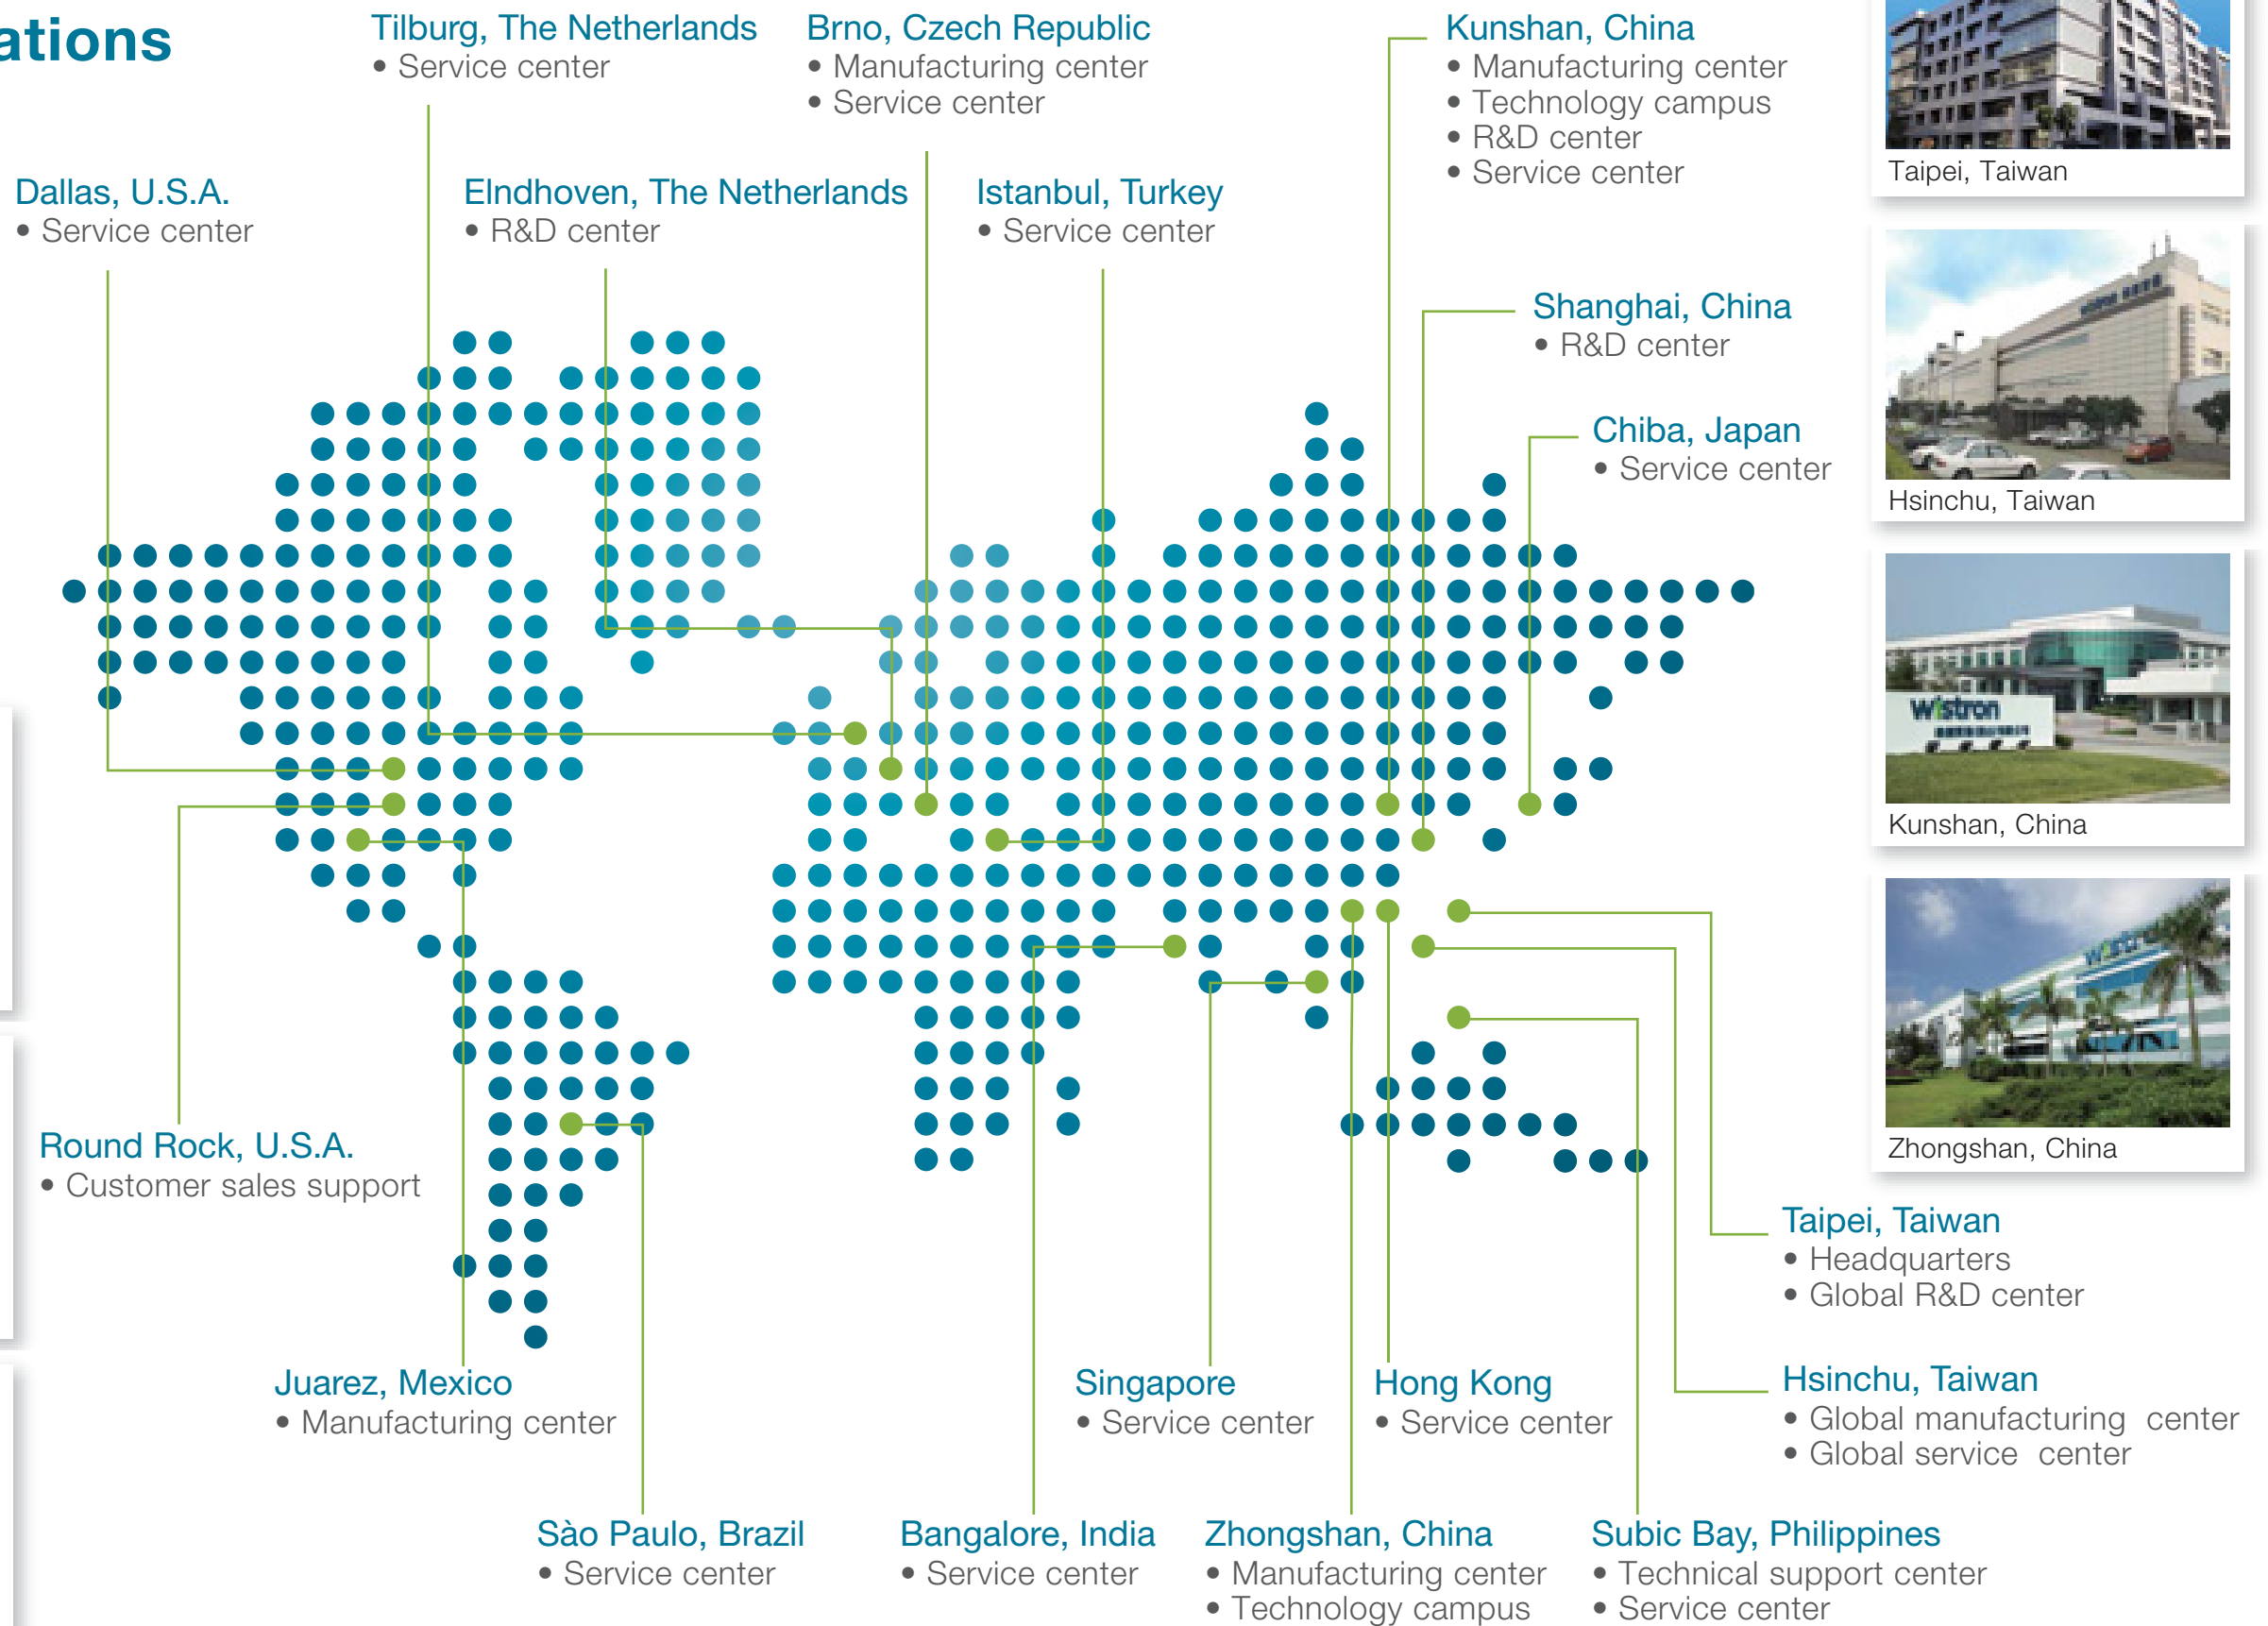 ations
Tilburg, The Netherlands
• Service center
Brno, Czech Republic
• Manufacturing center
• Service center
Kunshan, China
• Manufacturing center
• Technology campus
• R&D center
• Service center
Taipei, Taiwan
Dallas, U.S.A.
• Service center
EIndhoven, The Netherlands
• R&D center
Istanbul, Turkey
• Service center
Shanghai, China
• R&D center
Chiba, Japan
• Service center
Hsinchu, Taiwan
wistron
Kunshan, China
Zhongshan, China
Round Rock, U.S.A.
• Customer sales support
Taipei, Taiwan
• Headquarters
• Global R&D center
Juarez, Mexico
• Manufacturing center
Singapore
• Service center
Hong Kong
• Service center
Hsinchu, Taiwan
• Global manufacturing  center
• Global service  center
Sào Paulo, Brazil
• Service center
Bangalore, India
• Service center
Zhongshan, China
• Manufacturing center
• Technology campus
Subic Bay, Philippines
• Technical support center
• Service center